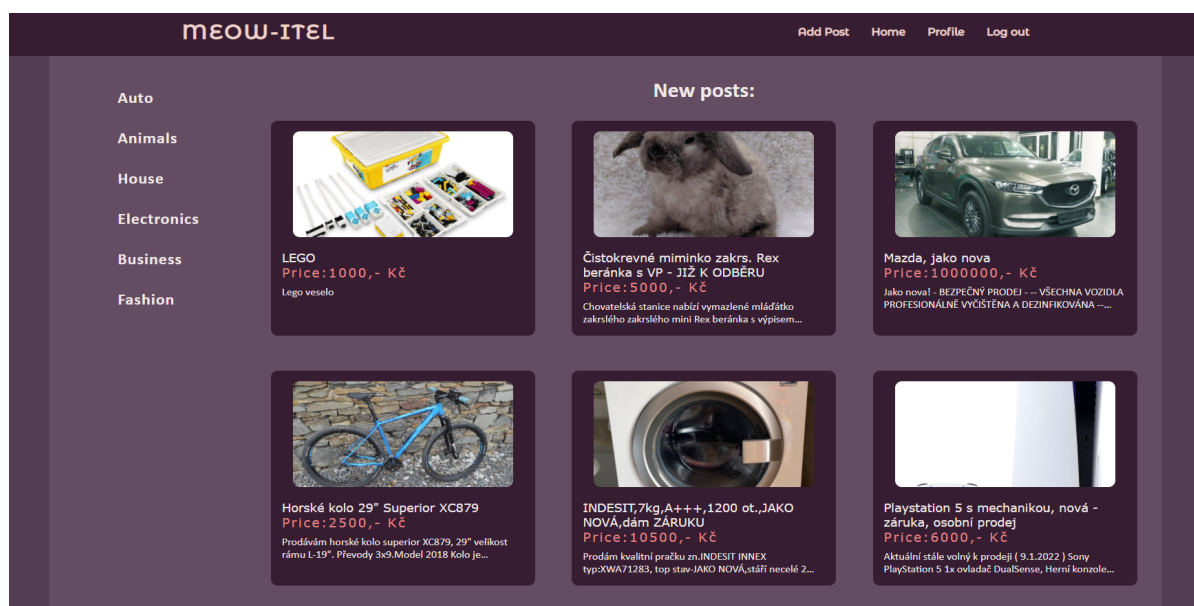 MEOW-ITEL
Add Post Home Profile Log out
Auto
Animals
House
Electronics
Business
Fashion
New posts:
LEGO
Price:1000,- Kč
Lego veselo
Čistokrevné miminko zakrs. Rex
beránka s VP - JIŽ K ODBĚRU
Price:5000,- Kč
Chovatelská stanice nabízí vymazlené mláďátko
zakrslého zakrslého mini Rex beránka s výpisem...
Mazda, jako nova
Price:1000000,- Kč
Jako nova! - BEZPEČNÝ PRODEJ - -- VŠECHNA VOZIDLA
PROFESIONÁLNĚ VYČIŠTĚNA A DEZINFIKOVÁNA --...
Horské kolo 29" Superior XC879
Price:2500,- Kč
Prodávám horské kolo superior XC879, 29" velikost
rámu L-19". Převody 3x9.Model 2018 Kolo je...
INDESIT,7kg,A+++,1200 ot.,JAKO
NOVÁ,dám ZÁRUKU
Price:10500,- Kč
Prodám kvalitní pračku zn.INDESIT INNEX
typ:XWA71283, top stav-JAKO NOVÁ,stáří necelé 2...
Playstation 5 s mechanikou, nová -
záruka, osobní prodej
Price:6000,- Kč
Aktuální stále volný k prodeji ( 9.1.2022 ) Sony
PlayStation 5 1x ovladač DualSense, Herní konzole...